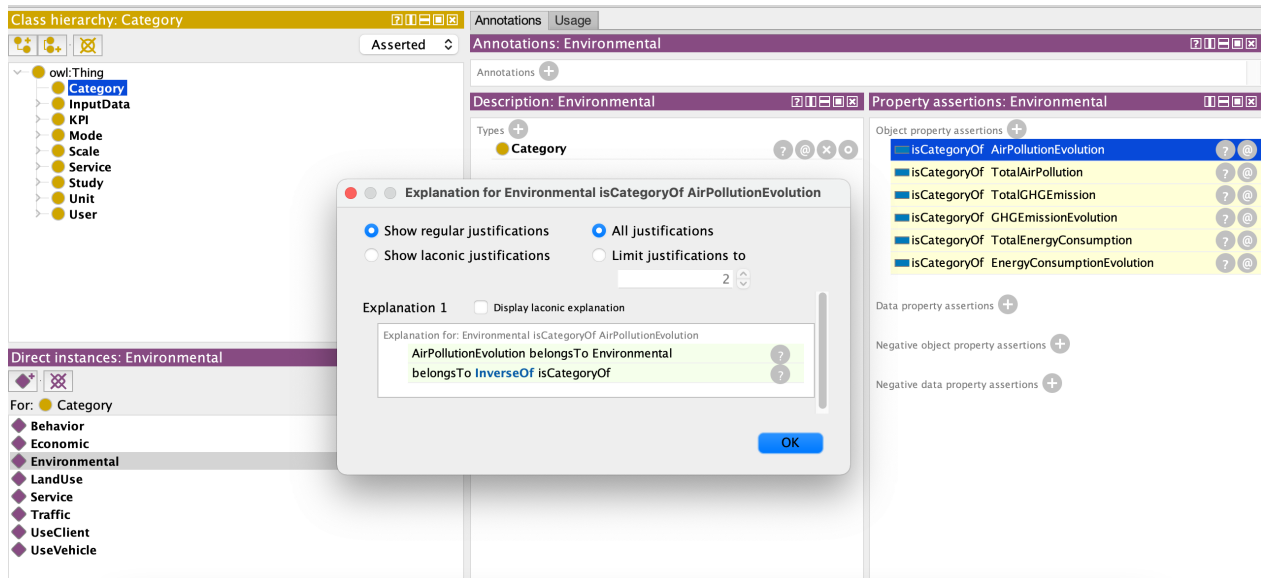 Class hierarchy: Category
Asserted
owl:Thing
Category
InputData
KPI
Mode
Scale
Service
Study
Unit
User
Direct instances: Environmental
For: Category
Behavior
Economic
Environmental
LandUse
Service
Traffic
UseClient
UseVehicle
Annotations Usage
Annotations: Environmental
Annotations
Description: Environmental
Types
Category
Property assertions: Environmental
Object property assertions
isCategoryOf AirPollutionEvolution
isCategoryOf TotalAirPollution
isCategoryOf TotalGHGEmission
isCategoryOf GHGEmissionEvolution
isCategoryOf TotalEnergyConsumption
isCategoryOf EnergyConsumptionEvolution
Data property assertions
Negative object property assertions
Negative data property assertions
Explanation for Environmental isCategoryOf AirPollutionEvolution
Show regular justifications All justifications
Show laconic justifications Limit justifications to
2
Explanation 1 Display laconic explanation
Explanation for: Environmental isCategoryOf AirPollutionEvolution
AirPollutionEvolution belongsTo Environmental
belongsTo InverseOf isCategoryOf
OK